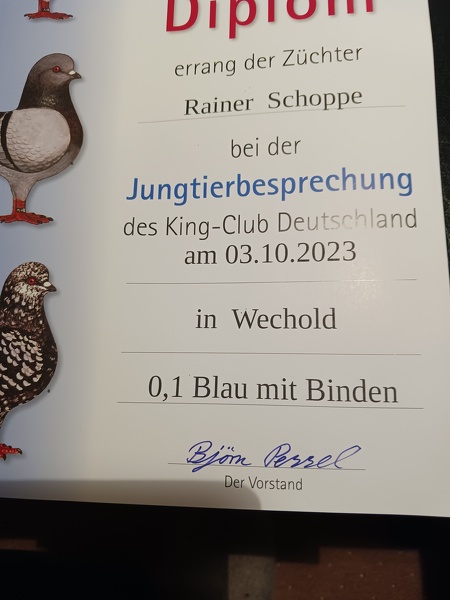 Diplom
errang der Züchter
Rainer Schoppe
bei der
Jungtierbesprechung
des King-Club Deutschland
am 03.10.2023
in Wechold
0,1 Blau mit Binden
Björn
Der Vorstand